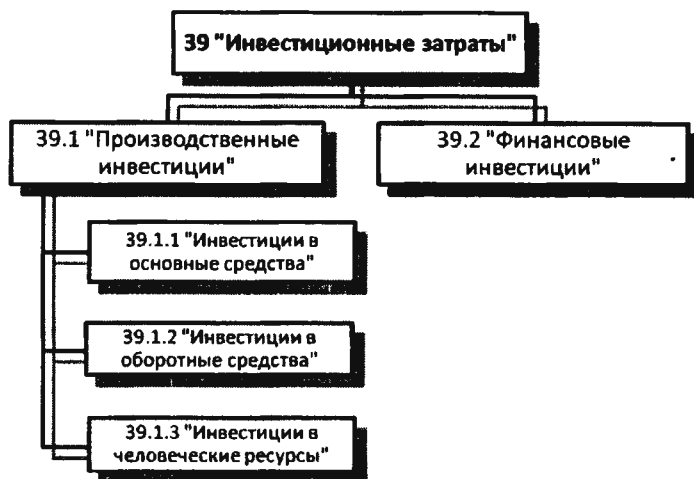 39 "Инвестиционные затраты"
39.1 "Производственные
инвестиции"
39.2 "Финансовые
инвестиции"
39.1.1 "Инвестиции в
основные средства"
39.1.2 "Инвестиции в
оборотные средства"
39.1.3 "Инвестиции в
человеческие ресурсы"